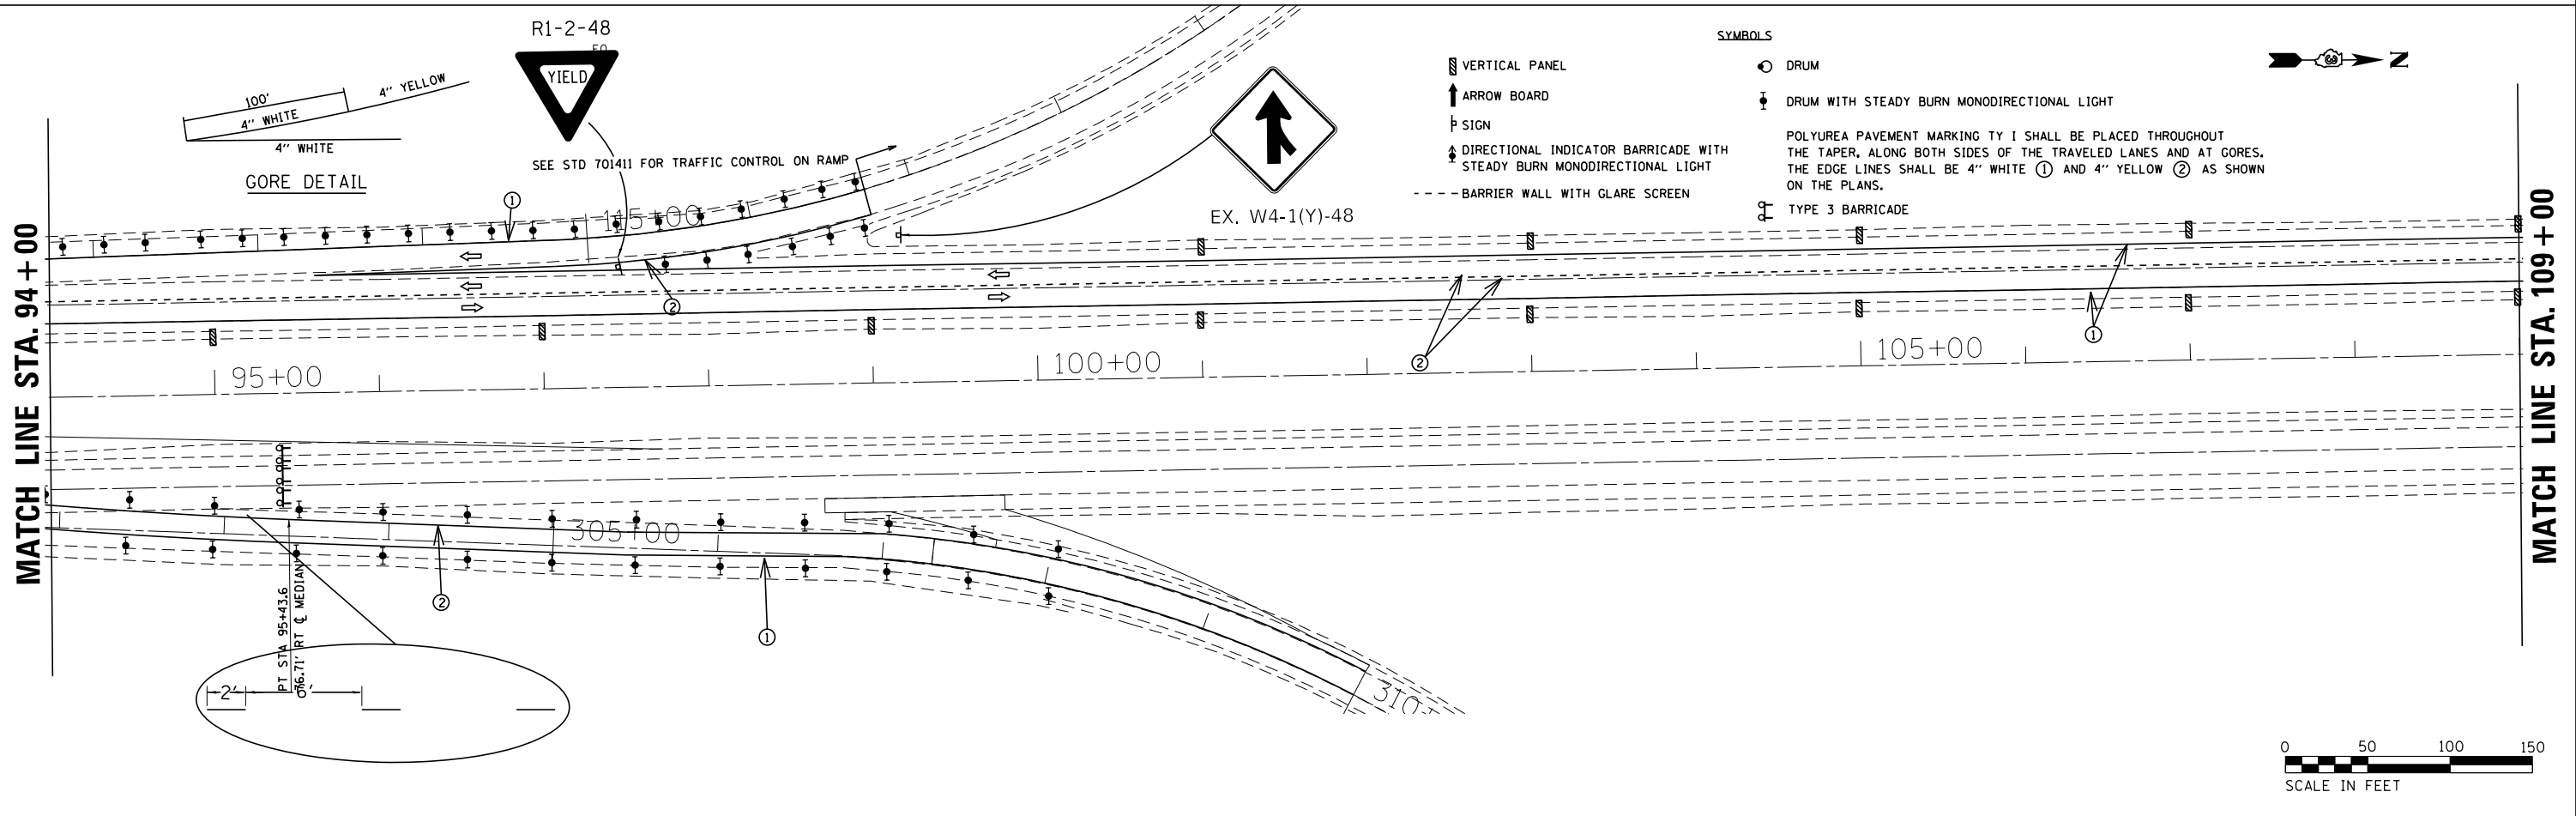 R1-2-48
YIELD
100'
4" WHITE
4" YELLOW
4" WHITE
GORE DETAIL
SEE STD 701411 FOR TRAFFIC CONTROL ON RAMP
EX. W4-1(Y)-48
SYMBOLS
VERTICAL PANEL
ARROW BOARD
SIGN
DIRECTIONAL INDICATOR BARRICADE WITH
STEADY BURN MONODIRECTIONAL LIGHT
BARRIER WALL WITH GLARE SCREEN
DRUM
DRUM WITH STEADY BURN MONODIRECTIONAL LIGHT
POLYUREA PAVEMENT MARKING TY I SHALL BE PLACED THROUGHOUT
THE TAPER, ALONG BOTH SIDES OF THE TRAVELED LANES AND AT GORES.
THE EDGE LINES SHALL BE 4" WHITE ① AND 4" YELLOW ② AS SHOWN
ON THE PLANS.
TYPE 3 BARRICADE
N
MATCH LINE STA. 94+00
①
115+00
②
②
①
95+00
100+00
105+00
MATCH LINE STA. 109+00
305+00
②
①
PT STA 95+43.6
76.71' RT ℄ MEDIAN
2'
310+
0 50 100 150
SCALE IN FEET